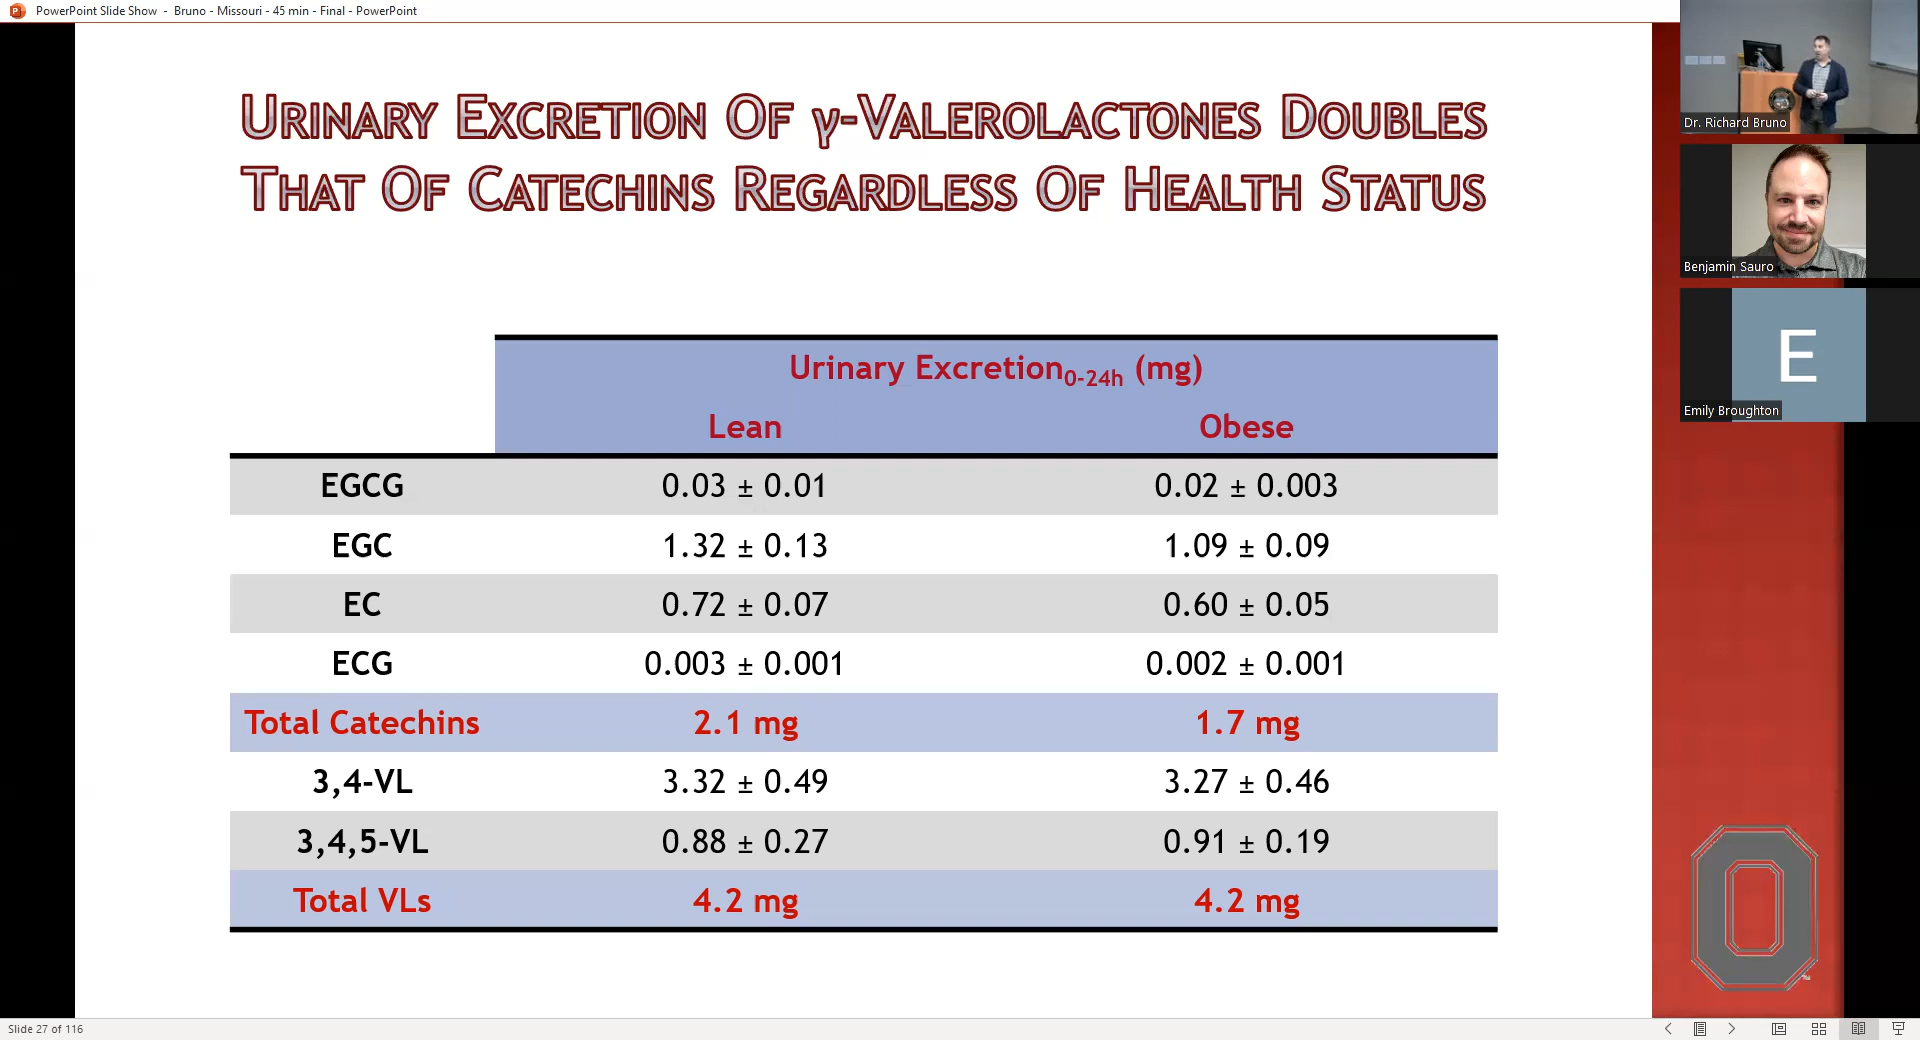 PowerPoint Slide Show - Bruno - Missouri - 45 min - Final - PowerPoint
URINARY EXCRETION OF γ-VALEROLACTONES DOUBLES
THAT OF CATECHINS REGARDLESS OF HEALTH STATUS
Urinary Excretion0-24h (mg)
Lean Obese
EGCG 0.03 ± 0.01 0.02 ± 0.003
EGC 1.32 ± 0.13 1.09 ± 0.09
EC 0.72 ± 0.07 0.60 ± 0.05
ECG 0.003 ± 0.001 0.002 ± 0.001
Total Catechins 2.1 mg 1.7 mg
3,4-VL 3.32 ± 0.49 3.27 ± 0.46
3,4,5-VL 0.88 ± 0.27 0.91 ± 0.19
Total VLs 4.2 mg 4.2 mg
Dr. Richard Bruno
Benjamin Sauro
E
Emily Broughton
O
Slide 27 of 116